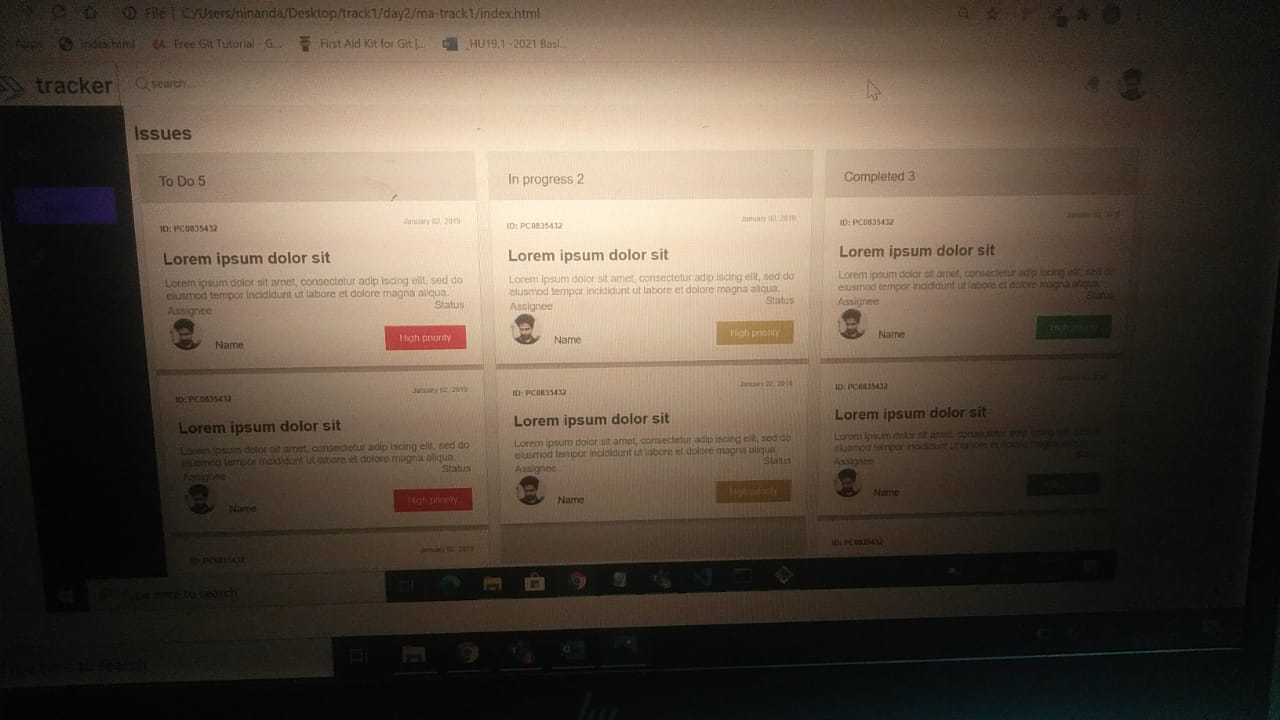 File | C:/Users/ninanda/Desktop/track1/day2/ma-track1/index.html
Apps index.html Free Git Tutorial - G... First Aid Kit for Git |... _HU19.1 -2021 Basi...
tracker search...
Issues
To Do 5
January 02, 2019
ID: PC0835432
Lorem ipsum dolor sit
Lorem ipsum dolor sit amet, consectetur adip iscing elit, sed do
eiusmod tempor incididunt ut labore et dolore magna aliqua.
Status
Assignee
Name High priority
January 02, 2019
ID: PC0835432
Lorem ipsum dolor sit
Lorem ipsum dolor sit amet, consectetur adip iscing elit, sed do
eiusmod tempor incididunt ut labore et dolore magna aliqua.
Status
Assignee
Name High priority
January 02, 2019
ID: PC0835432
In progress 2
January 02, 2019
ID: PC0835432
Lorem ipsum dolor sit
Lorem ipsum dolor sit amet, consectetur adip iscing elit, sed do
eiusmod tempor incididunt ut labore et dolore magna aliqua.
Status
Assignee
Name High priority
January 02, 2019
ID: PC0835432
Lorem ipsum dolor sit
Lorem ipsum dolor sit amet, consectetur adip iscing elit, sed do
eiusmod tempor incididunt ut labore et dolore magna aliqua.
Status
Assignee
Name High priority
Completed 3
January 02, 2019
ID: PC0835432
Lorem ipsum dolor sit
Lorem ipsum dolor sit amet, consectetur adip iscing elit, sed do
eiusmod tempor incididunt ut labore et dolore magna aliqua.
Status
Assignee
Name High priority
ID: PC0835432
Lorem ipsum dolor sit
Lorem ipsum dolor sit amet, consectetur adip iscing elit, sed do
eiusmod tempor incididunt ut labore et dolore magna aliqua.
Assignee
Name
ID: PC0835432
Type here to search
Type here to search
hp